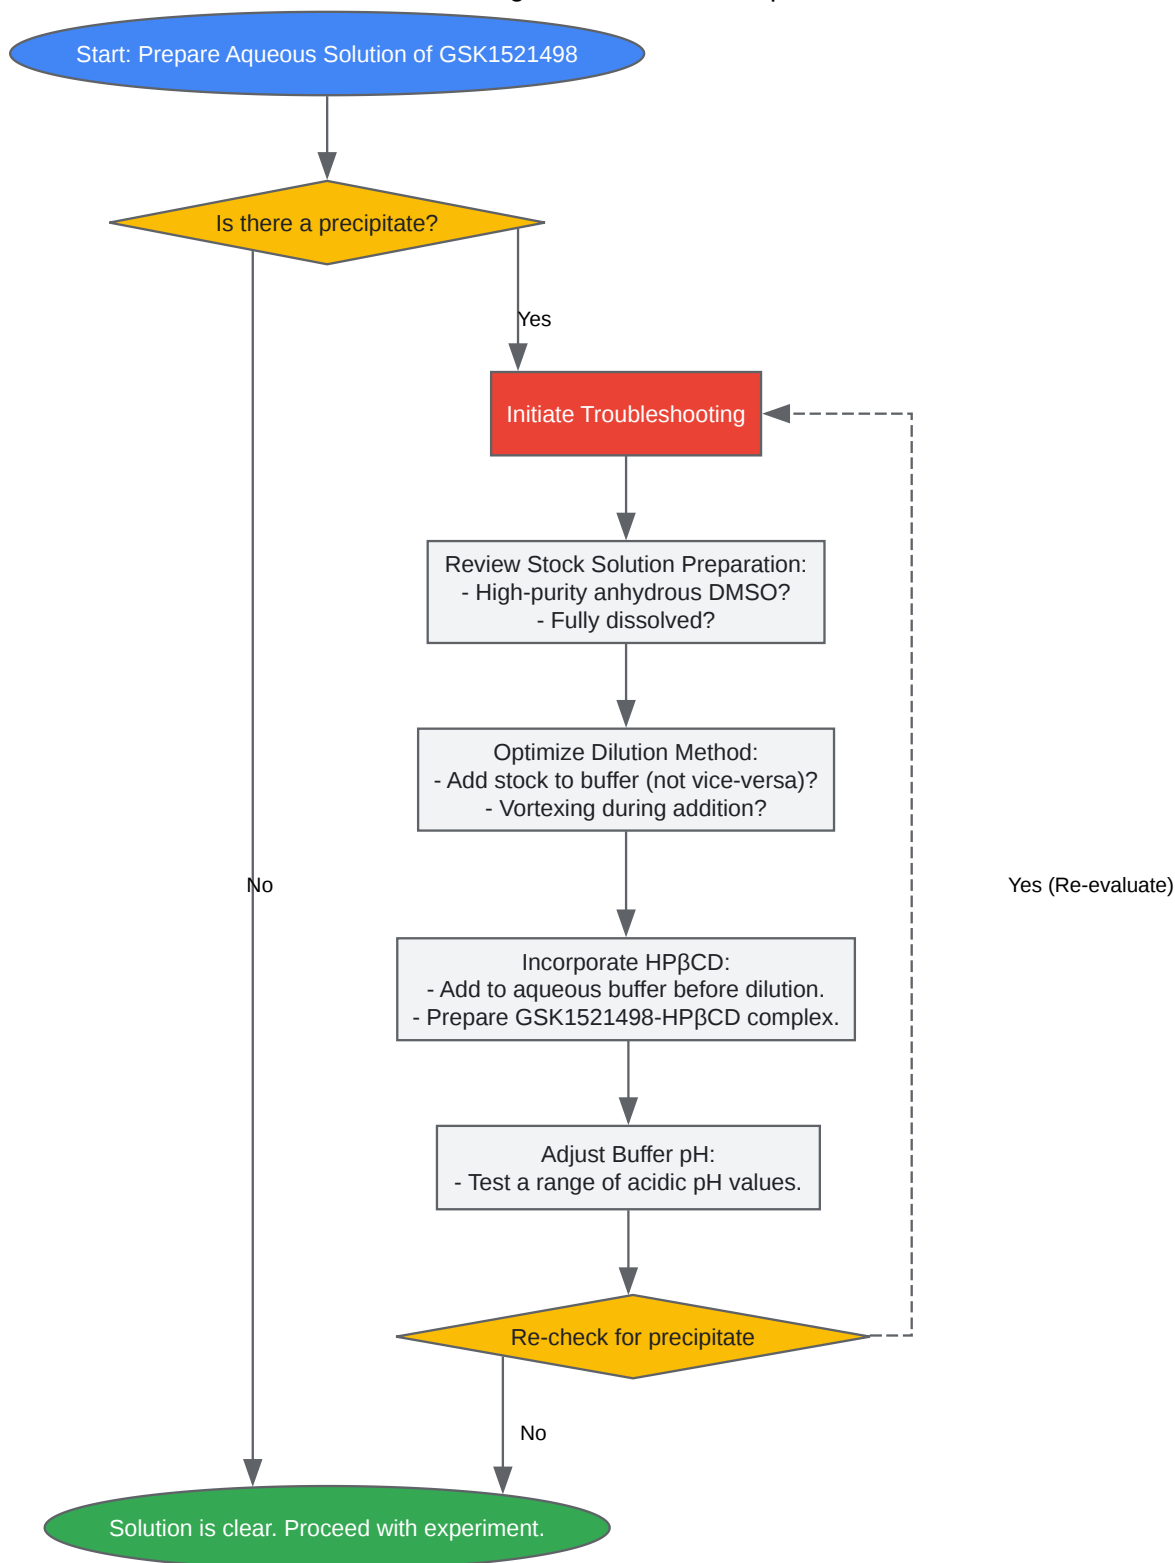 Start: Prepare Aqueous Solution of GSK1521498
Is there a precipitate?
Yes
Initiate Troubleshooting
Review Stock Solution Preparation:
- High-purity anhydrous DMSO?
- Fully dissolved?
Optimize Dilution Method:
- Add stock to buffer (not vice-versa)?
- Vortexing during addition?
No
Yes (Re-evaluate)
Incorporate HPβCD:
- Add to aqueous buffer before dilution.
- Prepare GSK1521498-HPβCD complex.
Adjust Buffer pH:
- Test a range of acidic pH values.
Re-check for precipitate
No
Solution is clear. Proceed with experiment.